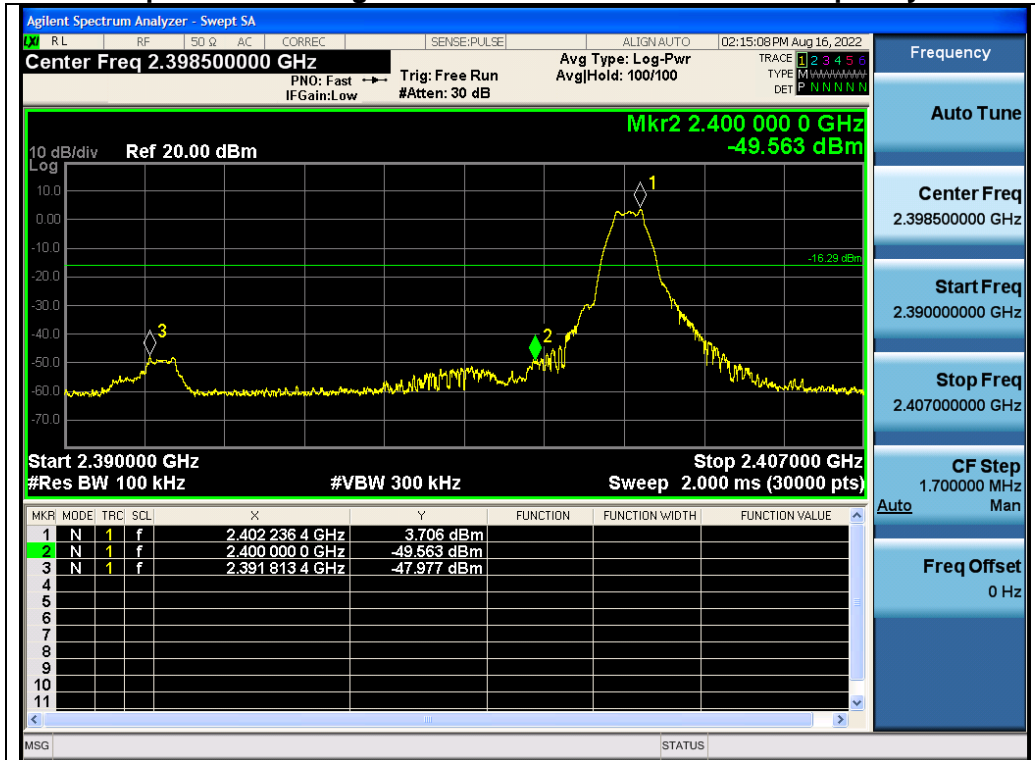 Agilent Spectrum Analyzer - Swept SA
LXI RL RF 50 Ω AC CORREC SENSE:PULSE ALIGN AUTO 02:15:08 PM Aug 16, 2022
Center Freq 2.398500000 GHz
PNO: Fast
IFGain:Low
Trig: Free Run
#Atten: 30 dB
Avg Type: Log-Pwr
Avg|Hold: 100/100
TRACE 1 2 3 4 5 6
TYPE M WWWWW
DET P N N N N N
Mkr2 2.400 000 0 GHz
-49.563 dBm
10 dB/div Ref 20.00 dBm
Log
10.0
0.00
-10.0
-20.0
-30.0
-40.0
-50.0
-60.0
-70.0
1
-16.29 dBm
2
3
Start 2.390000 GHz Stop 2.407000 GHz
#Res BW 100 kHz #VBW 300 kHz Sweep 2.000 ms (30000 pts)
MKR MODE TRC SCL X Y FUNCTION FUNCTION WIDTH FUNCTION VALUE
1 N 1 f 2.402 236 4 GHz 3.706 dBm
2 N 1 f 2.400 000 0 GHz -49.563 dBm
3 N 1 f 2.391 813 4 GHz -47.977 dBm
4
5
6
7
8
9
10
11
MSG STATUS
Frequency
Auto Tune
Center Freq
2.398500000 GHz
Start Freq
2.390000000 GHz
Stop Freq
2.407000000 GHz
CF Step
1.700000 MHz
Auto Man
Freq Offset
0 Hz